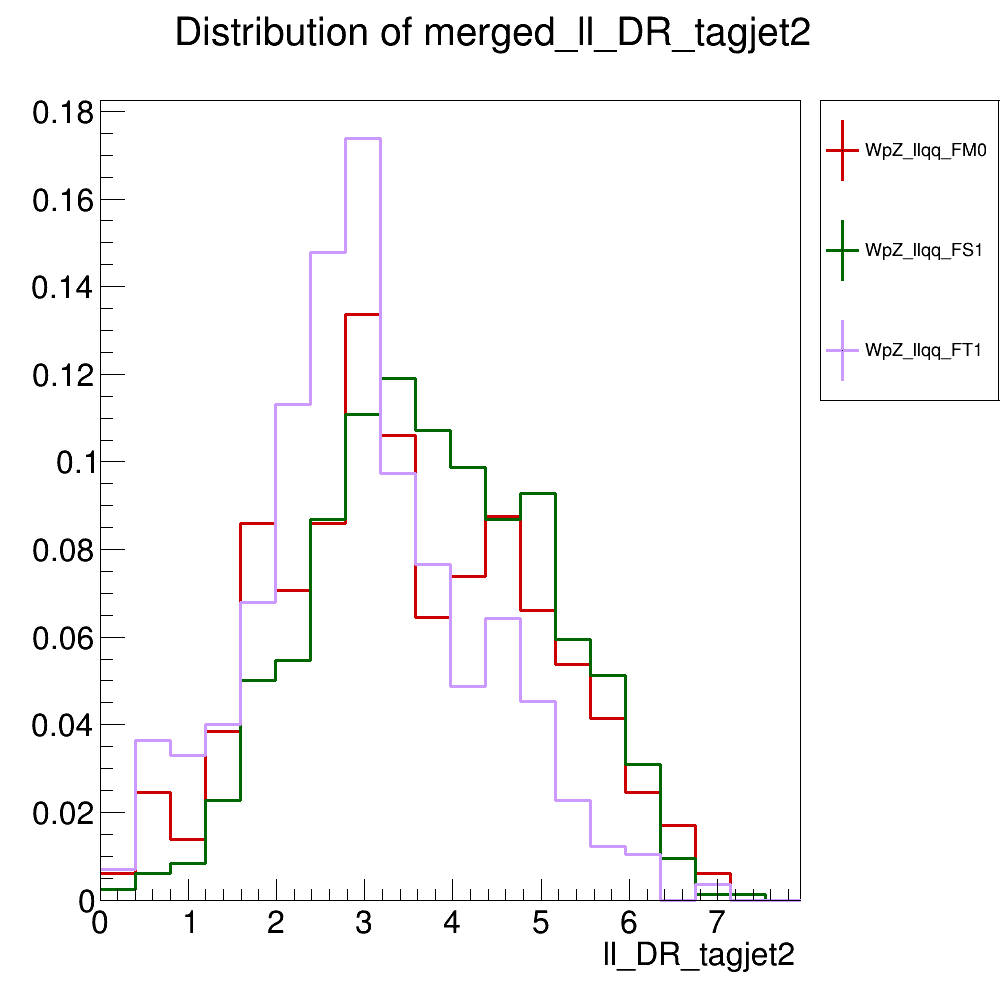 Distribution of merged_ll_DR_tagjet2
0.18
0.16
0.14
0.12
0.1
0.08
0.06
0.04
0.02
0
0 1 2 3 4 5 6 7
ll_DR_tagjet2
WpZ_llqq_FM0
WpZ_llqq_FS1
WpZ_llqq_FT1